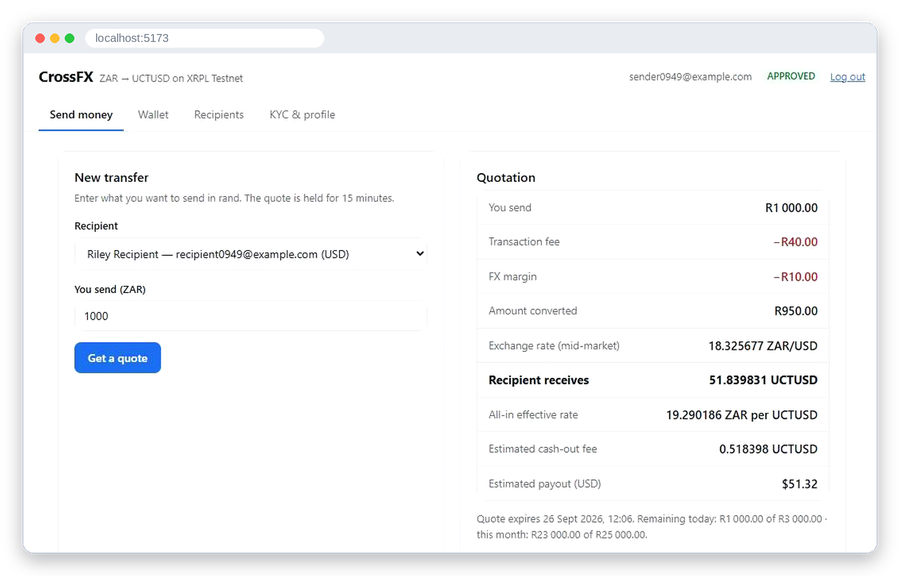 localhost:5173
CrossFX ZAR → UCTUSD on XRPL Testnet
sender0949@example.com APPROVED Log out
Send money Wallet Recipients KYC & profile
New transfer
Enter what you want to send in rand. The quote is held for 15 minutes.
Recipient
Riley Recipient — recipient0949@example.com (USD)
You send (ZAR)
1000
Get a quote
Quotation
You send R1 000.00
Transaction fee −R40.00
FX margin −R10.00
Amount converted R950.00
Exchange rate (mid-market) 18.325677 ZAR/USD
Recipient receives 51.839831 UCTUSD
All-in effective rate 19.290186 ZAR per UCTUSD
Estimated cash-out fee 0.518398 UCTUSD
Estimated payout (USD) $51.32
Quote expires 26 Sept 2026, 12:06. Remaining today: R1 000.00 of R3 000.00 ·
this month: R23 000.00 of R25 000.00.